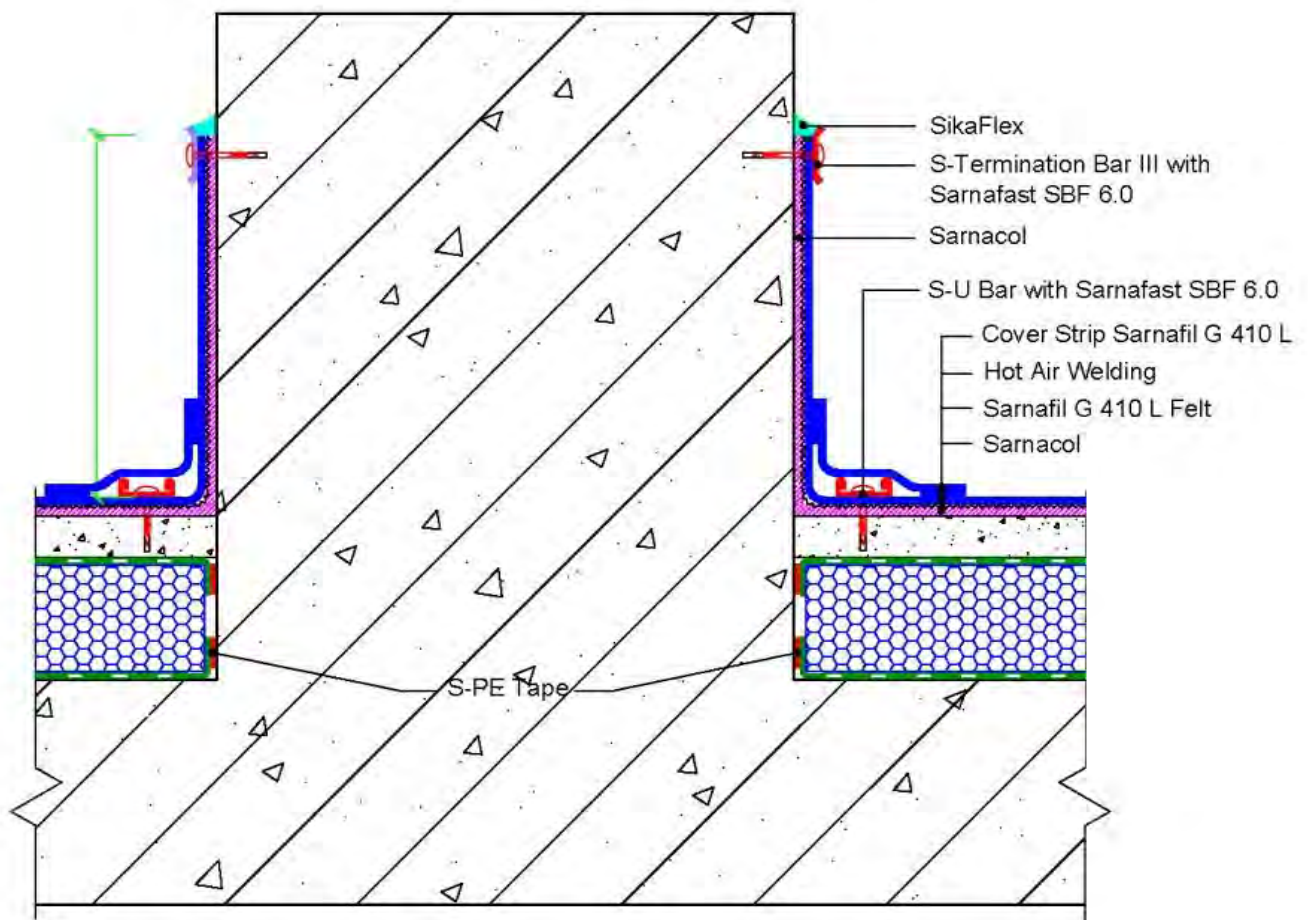 SikaFlex
S-Termination Bar III with
Sarnafast SBF 6.0
Sarnacol
S-U Bar with Sarnafast SBF 6.0
Cover Strip Sarnafil G 410 L
Hot Air Welding
Sarnafil G 410 L Felt
Sarnacol
S-PE Tape